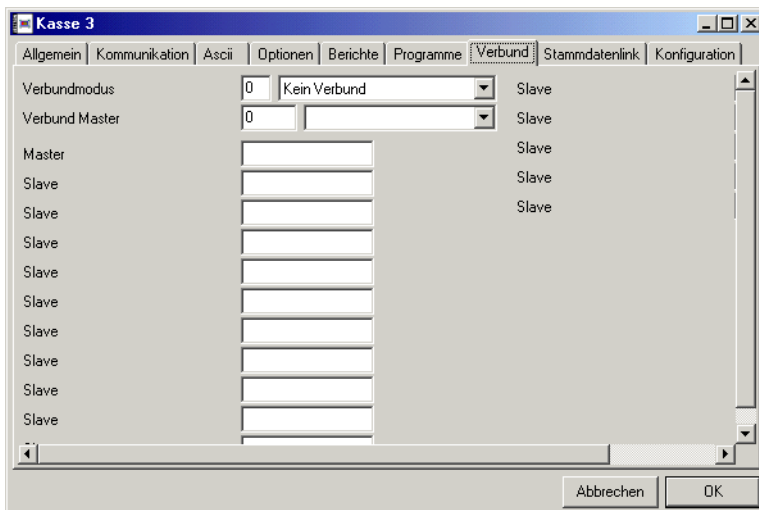 Kasse 3
Allgemein Kommunikation Ascii Optionen Berichte Programme Verbund Stammdatenlink Konfiguration
Verbundmodus 0 Kein Verbund Slave
Verbund Master 0 Slave
Slave
Master
Slave
Slave
Slave
Slave
Slave
Slave
Slave
Slave
Slave
Slave
Slave
Abbrechen OK